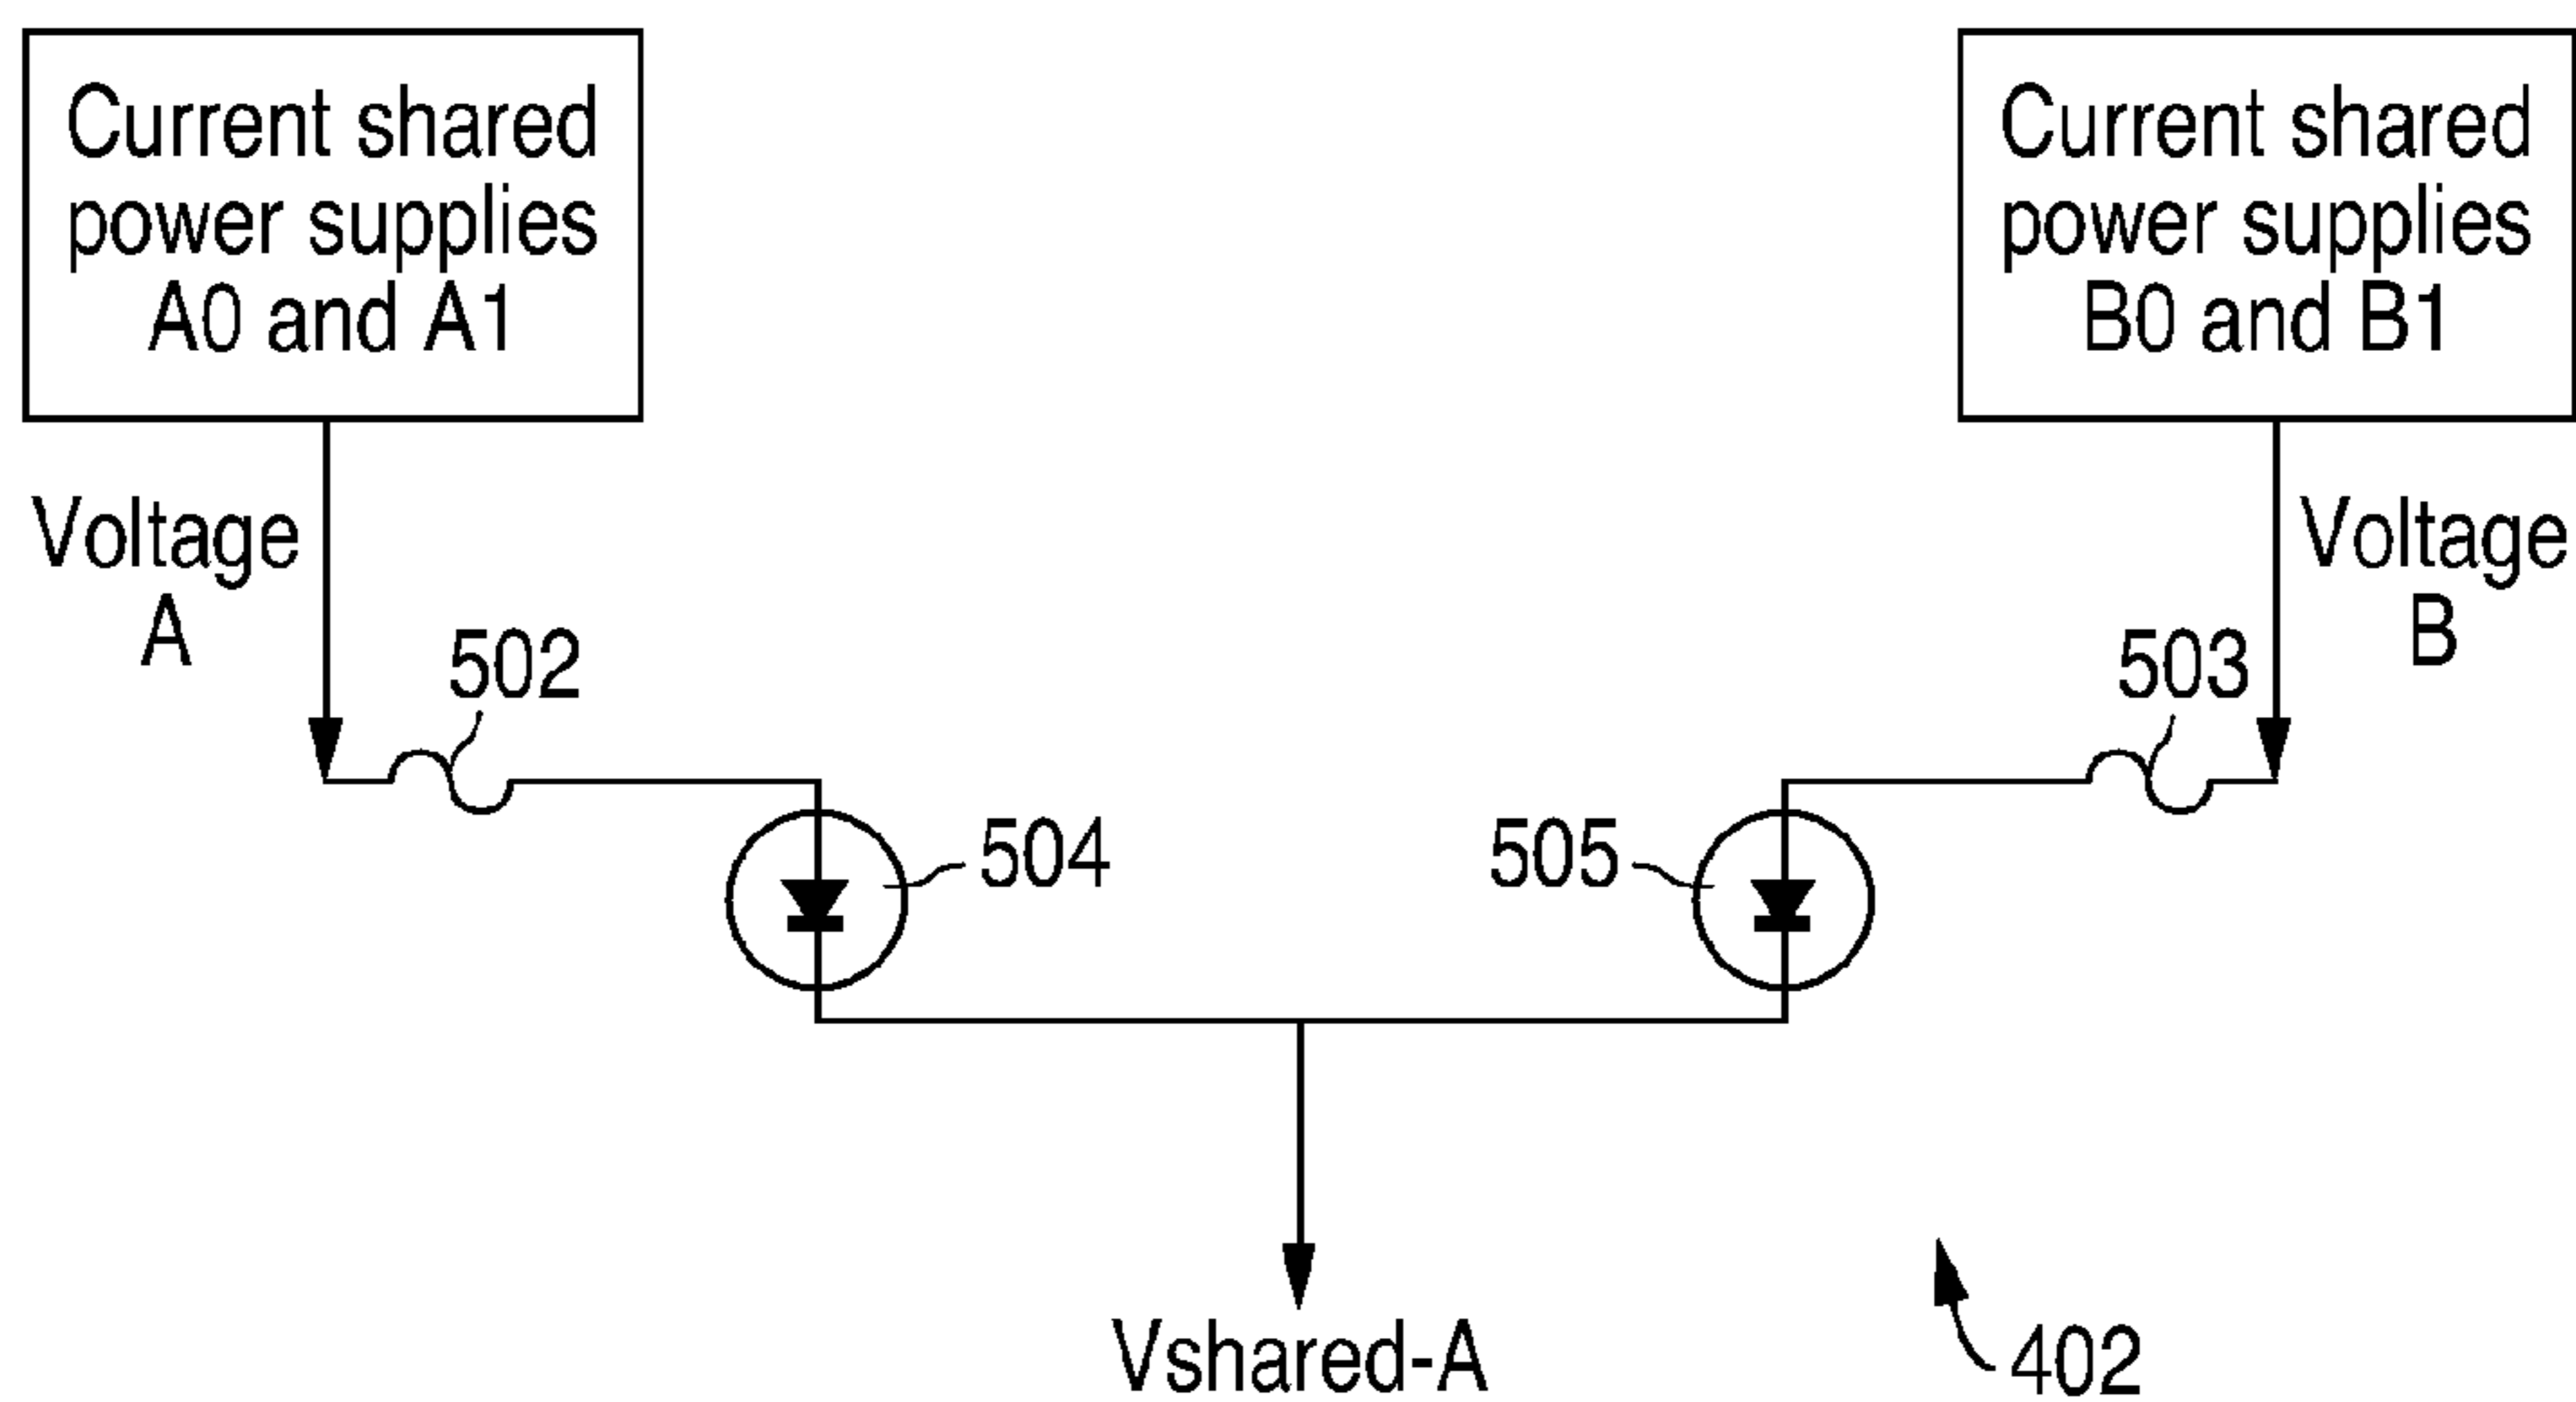 Current shared
power supplies
A0 and A1
Current shared
power supplies
B0 and B1
Voltage
A
Voltage
B
502
503
504
505
Vshared-A
402